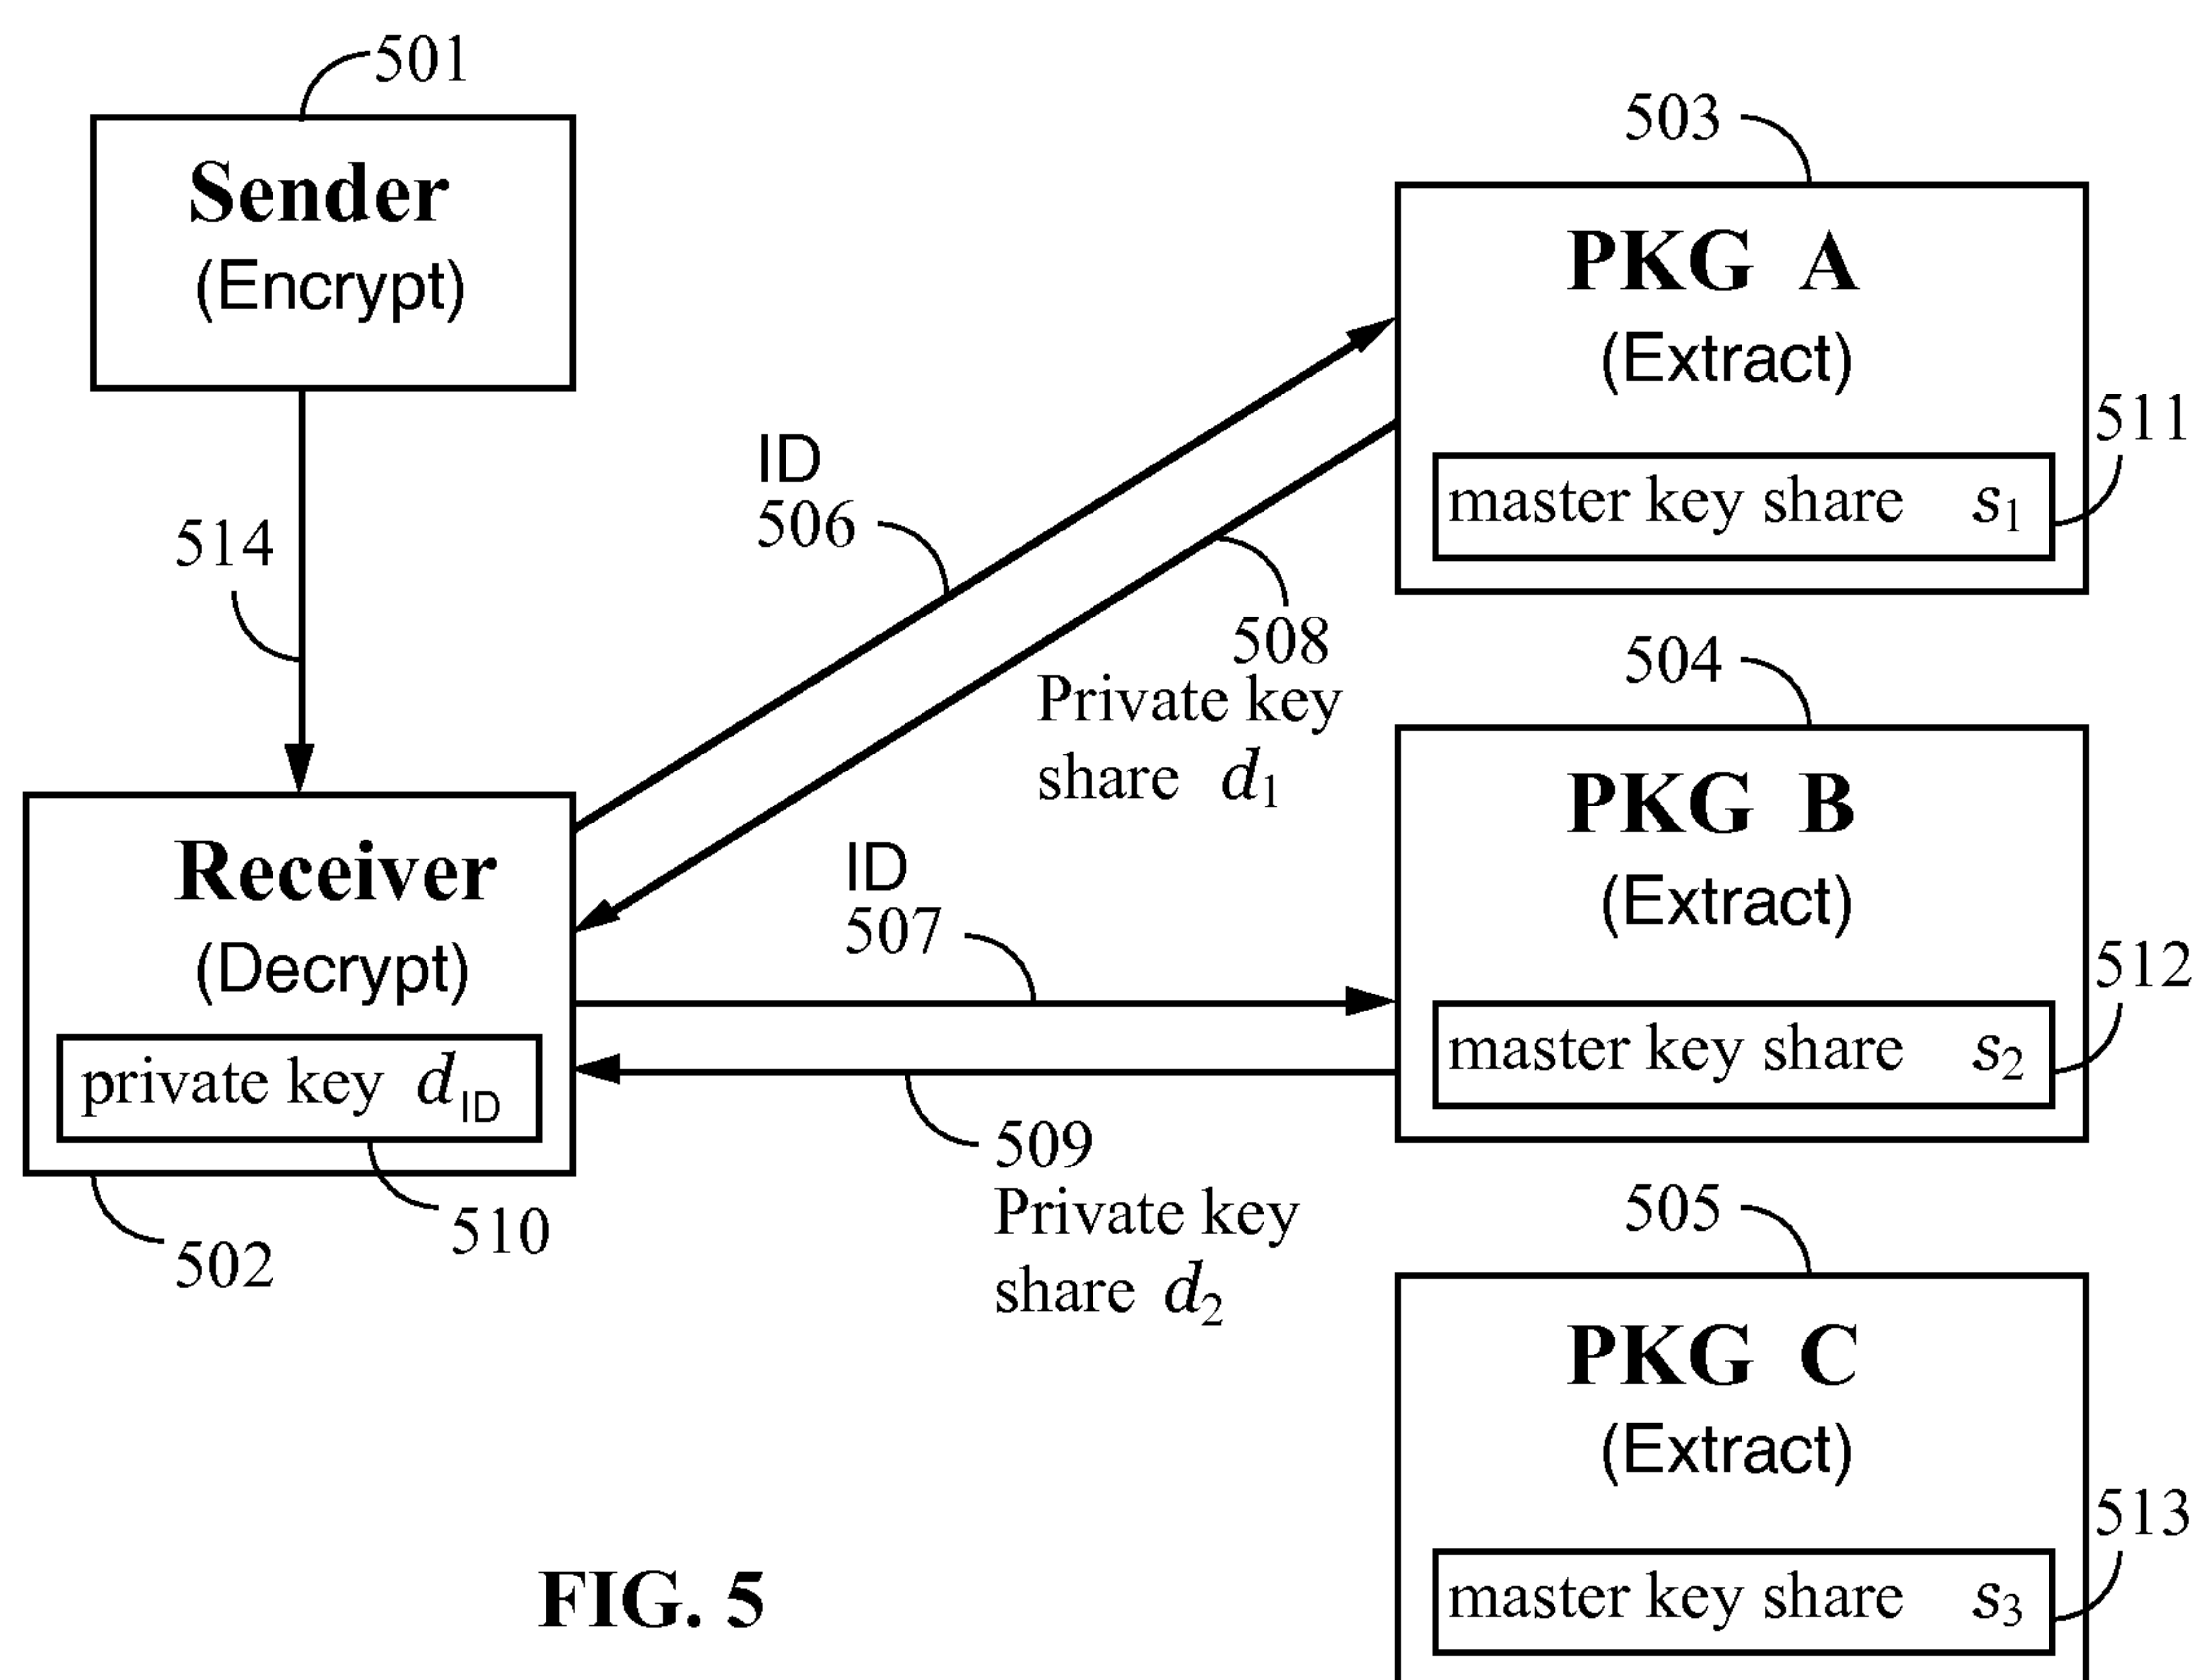 501
Sender
(Encrypt)
514
503
PKG A
(Extract)
511
master key share s₁
ID
506
508
Private key
share d₁
504
PKG B
(Extract)
512
master key share s₂
Receiver
(Decrypt)
private key d_ID
510
502
ID
507
509
Private key
share d₂
505
PKG C
(Extract)
513
master key share s₃
FIG. 5